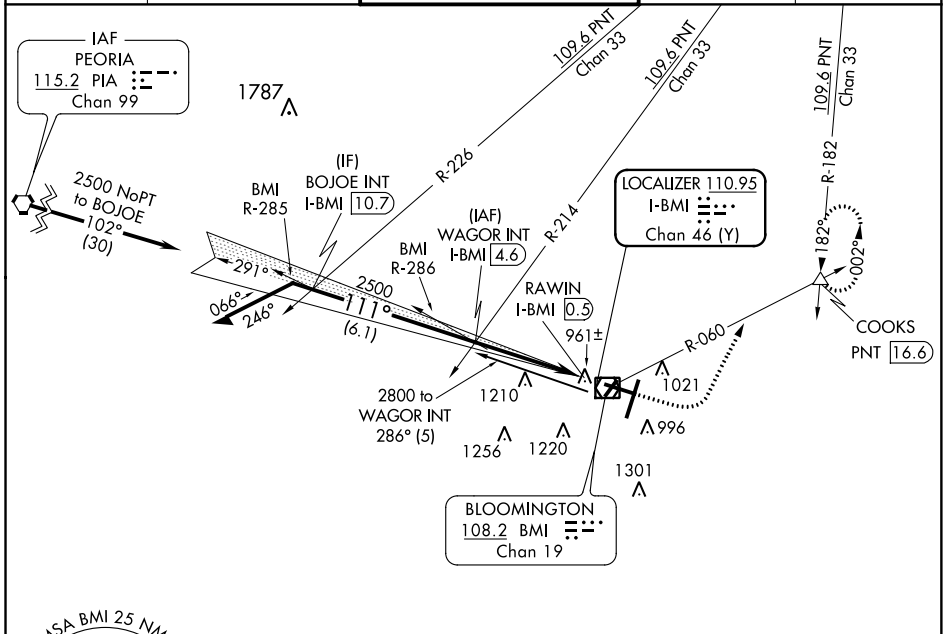 IAF
PEORIA
115.2 PIA
Chan 99
1787
109.6 PNT
Chan 33
109.6 PNT
Chan 33
109.6 PNT
Chan 33
R-226
R-214
R-182
2500 NoPT
to BOJOE
102°
(30)
BMI
R-285
(IF)
BOJOE INT
I-BMI 10.7
BMI
R-286
(IAF)
WAGOR INT
I-BMI 4.6
LOCALIZER 110.95
I-BMI
Chan 46 (Y)
182°
002°
291°
2500
111°
(6.1)
066°
246°
RAWIN
I-BMI 0.5
961±
R-060
COOKS
PNT 16.6
2800 to
WAGOR INT
286° (5)
1210
1021
996
1256
1220
1301
BLOOMINGTON
108.2 BMI
Chan 19
MSA BMI 25 NM